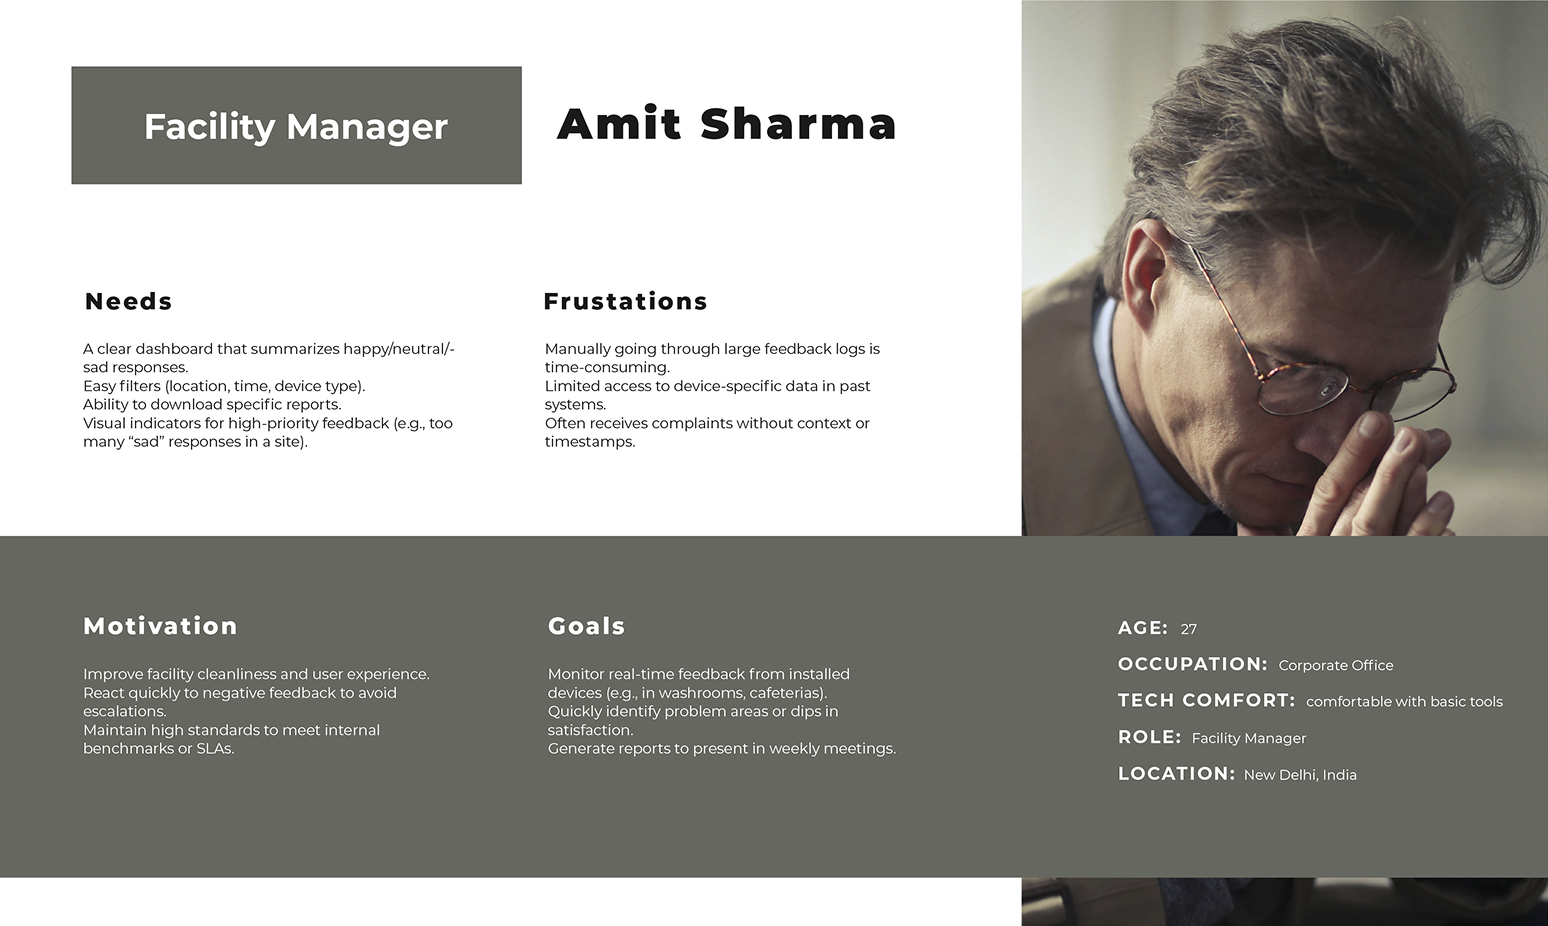 Facility Manager
Amit Sharma
Needs
A clear dashboard that summarizes happy/neutral/-
sad responses.
Easy filters (location, time, device type).
Ability to download specific reports.
Visual indicators for high-priority feedback (e.g., too
many “sad” responses in a site).
Frustations
Manually going through large feedback logs is
time-consuming.
Limited access to device-specific data in past
systems.
Often receives complaints without context or
timestamps.
Motivation
Improve facility cleanliness and user experience.
React quickly to negative feedback to avoid
escalations.
Maintain high standards to meet internal
benchmarks or SLAs.
Goals
Monitor real-time feedback from installed
devices (e.g., in washrooms, cafeterias).
Quickly identify problem areas or dips in
satisfaction.
Generate reports to present in weekly meetings.
AGE: 27
OCCUPATION: Corporate Office
TECH COMFORT: comfortable with basic tools
ROLE: Facility Manager
LOCATION: New Delhi, India